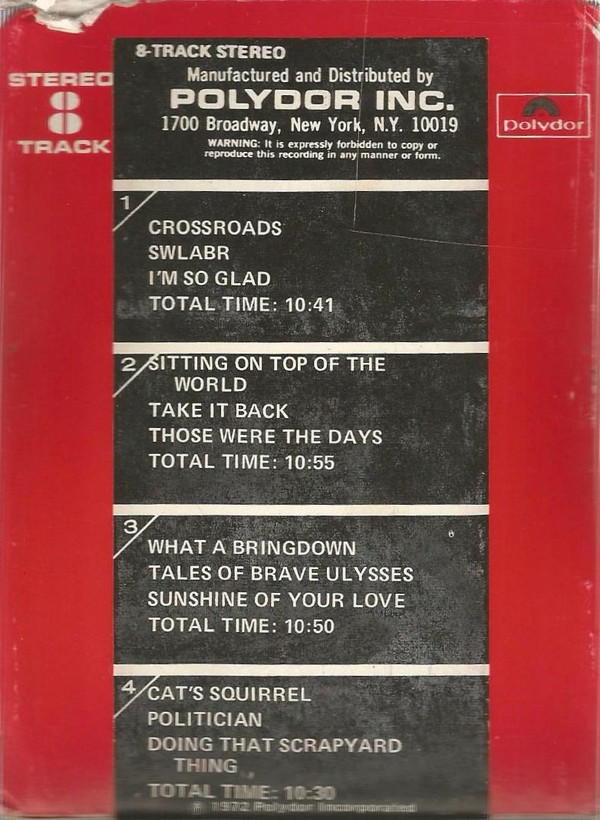 8-TRACK STEREO
Manufactured and Distributed by
POLYDOR INC.
1700 Broadway, New York, N.Y. 10019
WARNING: It is expressly forbidden to copy or
reproduce this recording in any manner or form.
STEREO
8
TRACK
Polydor
1
CROSSROADS
SWLABR
I'M SO GLAD
TOTAL TIME: 10:41
2
SITTING ON TOP OF THE
WORLD
TAKE IT BACK
THOSE WERE THE DAYS
TOTAL TIME: 10:55
3
WHAT A BRINGDOWN
TALES OF BRAVE ULYSSES
SUNSHINE OF YOUR LOVE
TOTAL TIME: 10:50
4
CAT'S SQUIRREL
POLITICIAN
DOING THAT SCRAPYARD
THING
TOTAL TIME: 10:30
℗ 1972 Polydor Incorporated